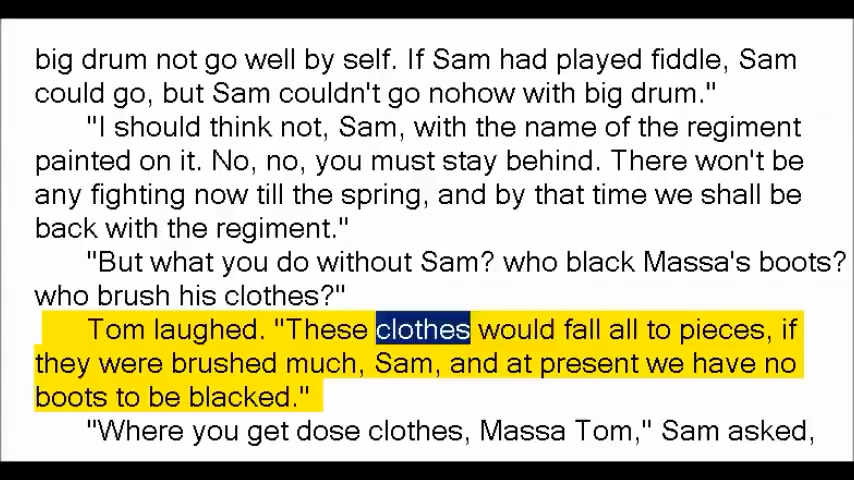 big drum not go well by self. If Sam had played fiddle, Sam
could go, but Sam couldn't go nohow with big drum."
"I should think not, Sam, with the name of the regiment
painted on it. No, no, you must stay behind. There won't be
any fighting now till the spring, and by that time we shall be
back with the regiment."
"But what you do without Sam? who black Massa's boots?
who brush his clothes?"
Tom laughed. "These clothes would fall all to pieces, if
they were brushed much, Sam, and at present we have no
boots to be blacked."
"Where you get dose clothes, Massa Tom," Sam asked,